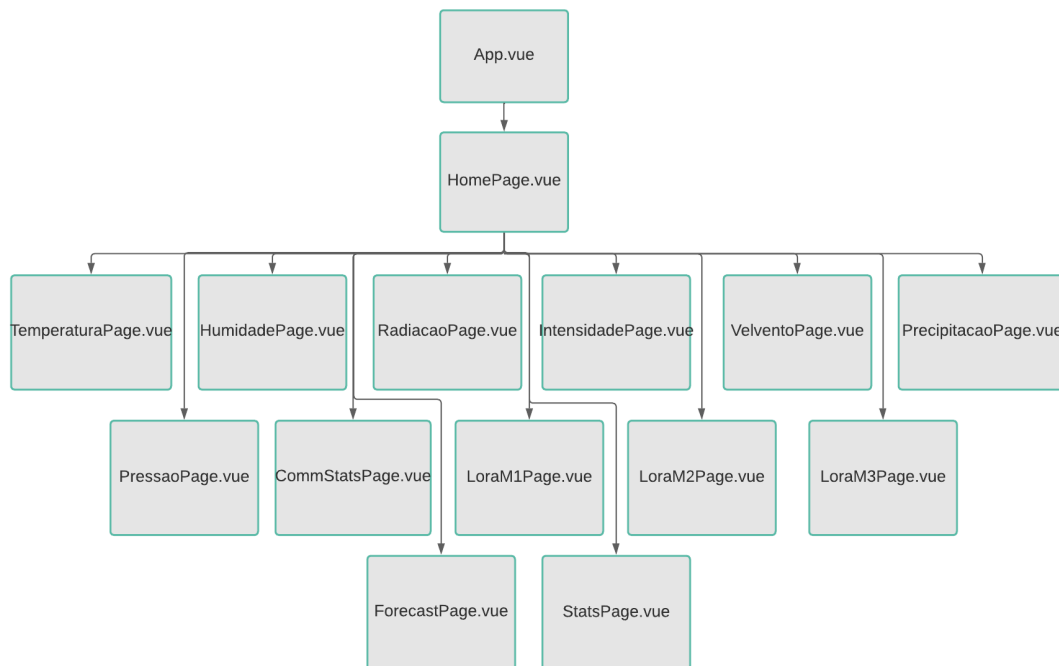 App.vue
HomePage.vue
TemperaturaPage.vue
HumidadePage.vue
RadiacaoPage.vue
IntensidadePage.vue
VelventoPage.vue
PrecipitacaoPage.vue
PressaoPage.vue
CommStatsPage.vue
LoraM1Page.vue
LoraM2Page.vue
LoraM3Page.vue
ForecastPage.vue
StatsPage.vue